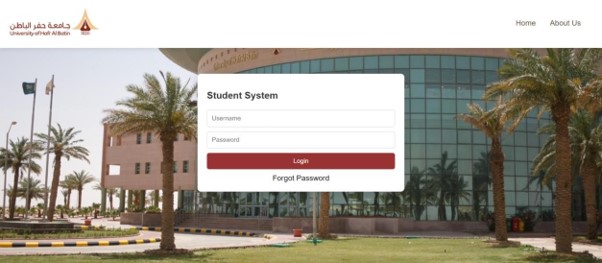 جامعة حفر الباطن
University of Hafr Al Batin
Home About Us
Student System
Username
Password
Login
Forgot Password